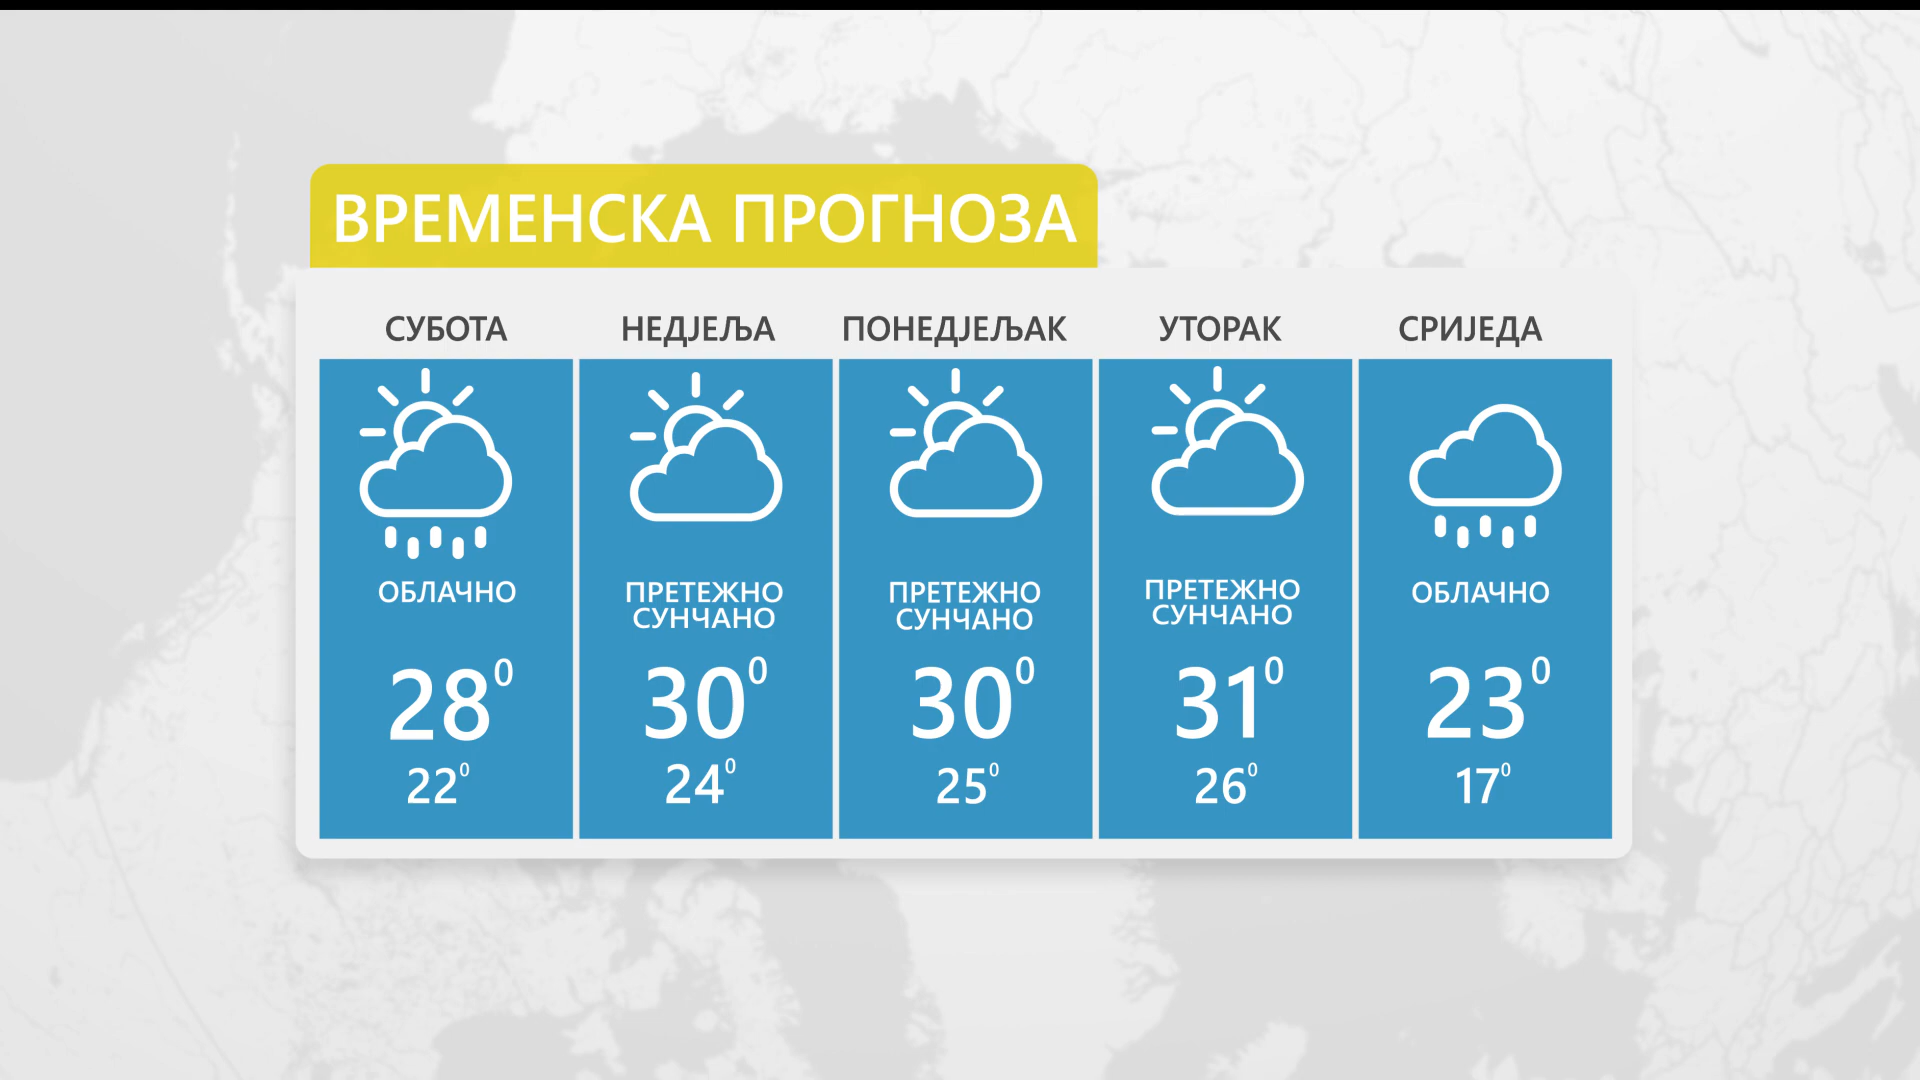 ВРЕМЕНСКА ПРОГНОЗА
СУБОТА
ОБЛАЧНО
28⁰
22⁰
НЕДЈЕЉА
ПРЕТЕЖНО
СУНЧАНО
30⁰
24⁰
ПОНЕДЈЕЉАК
ПРЕТЕЖНО
СУНЧАНО
30⁰
25⁰
УТОРАК
ПРЕТЕЖНО
СУНЧАНО
31⁰
26⁰
СРИЈЕДА
ОБЛАЧНО
23⁰
17⁰